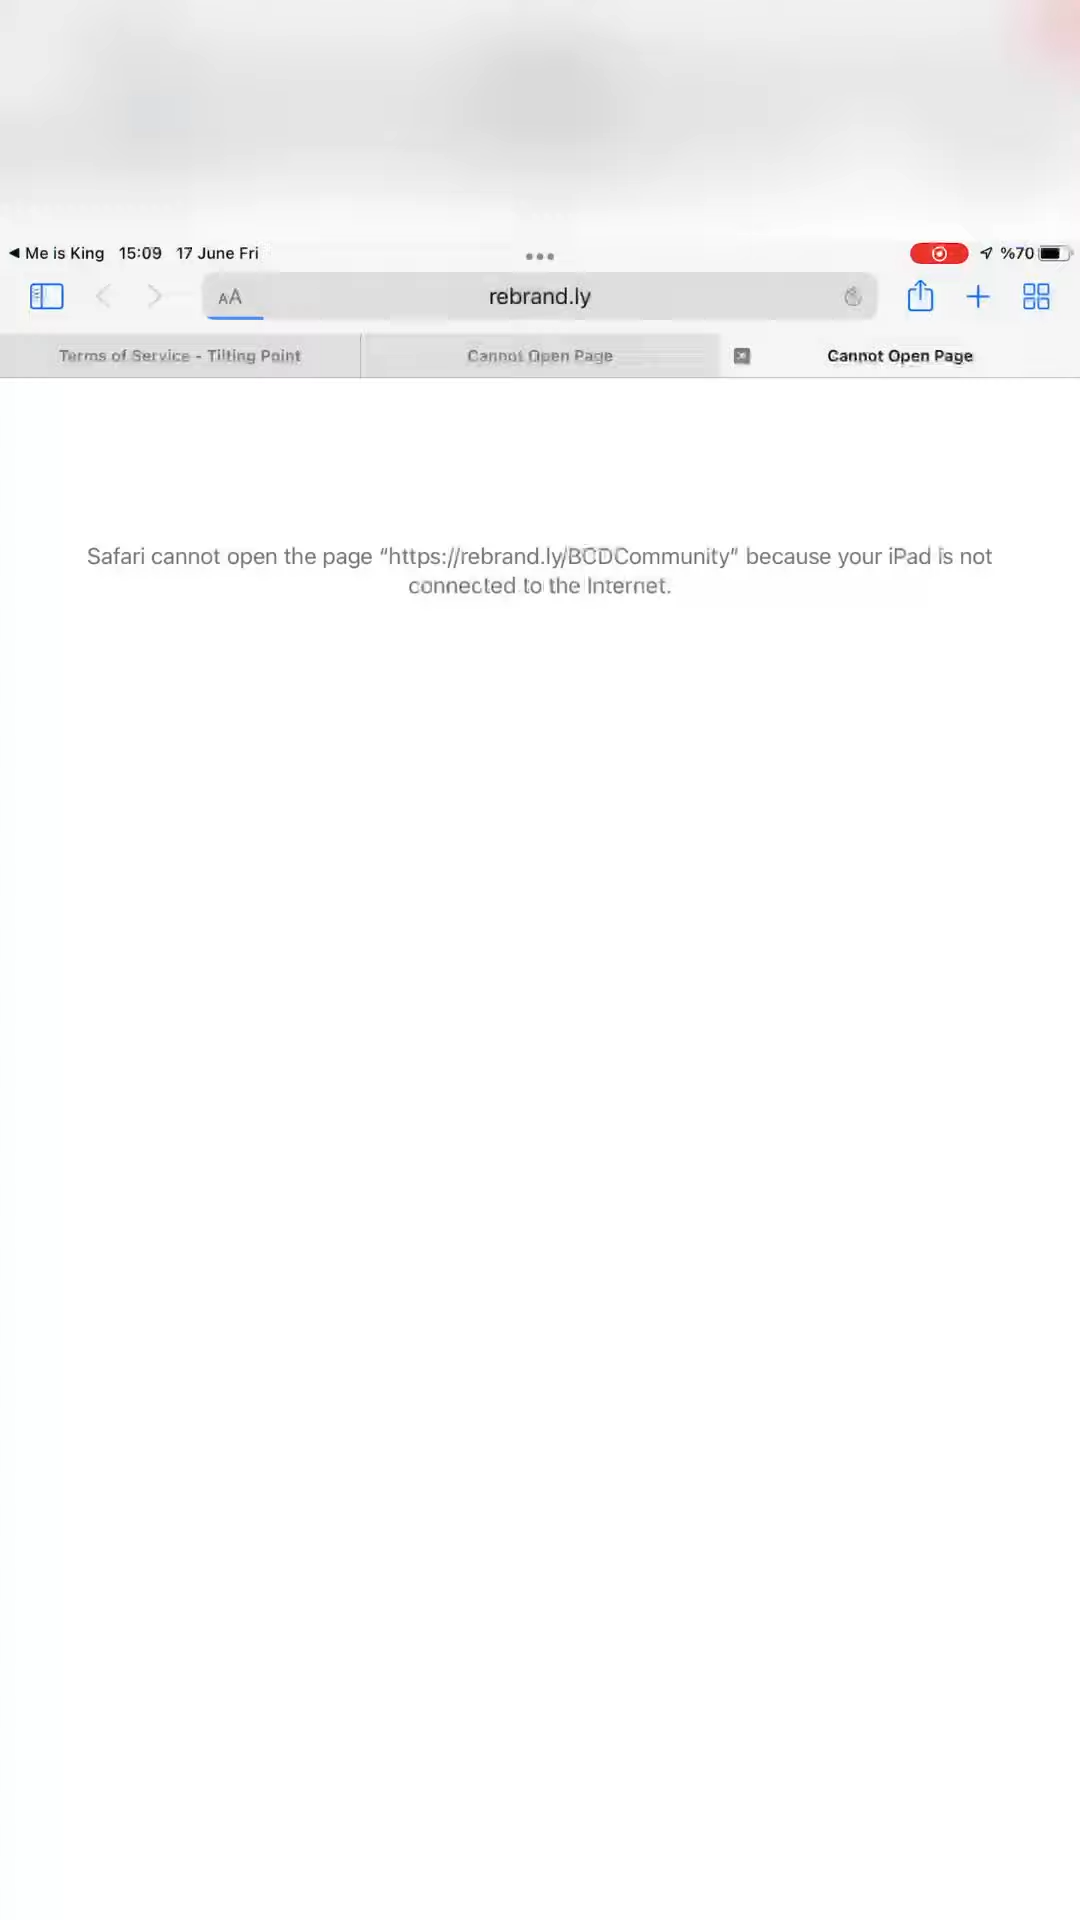 ◀ Me is King 15:09 17 June Fri %70
AA rebrand.ly
Terms of Service - Tilting Point Cannot Open Page Cannot Open Page
Safari cannot open the page “https://rebrand.ly/BCDCommunity” because your iPad is not
connected to the Internet.